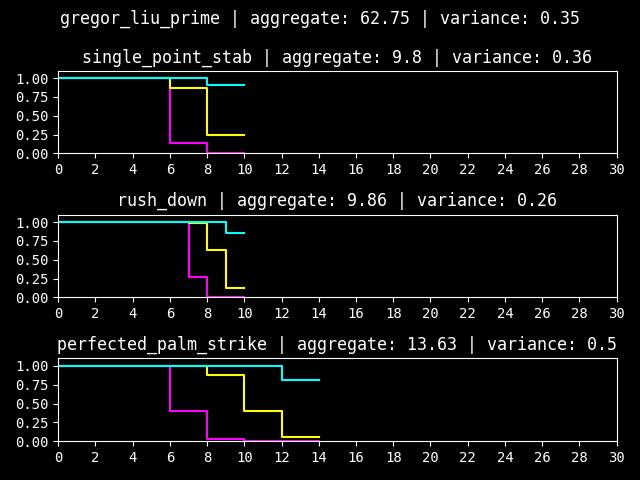 gregor_liu_prime | aggregate: 62.75 | variance: 0.35
single_point_stab | aggregate: 9.8 | variance: 0.36
1.00
0.75
0.50
0.25
0.00
0 2 4 6 8 10 12 14 16 18 20 22 24 26 28 30
rush_down | aggregate: 9.86 | variance: 0.26
1.00
0.75
0.50
0.25
0.00
0 2 4 6 8 10 12 14 16 18 20 22 24 26 28 30
perfected_palm_strike | aggregate: 13.63 | variance: 0.5
1.00
0.75
0.50
0.25
0.00
0 2 4 6 8 10 12 14 16 18 20 22 24 26 28 30